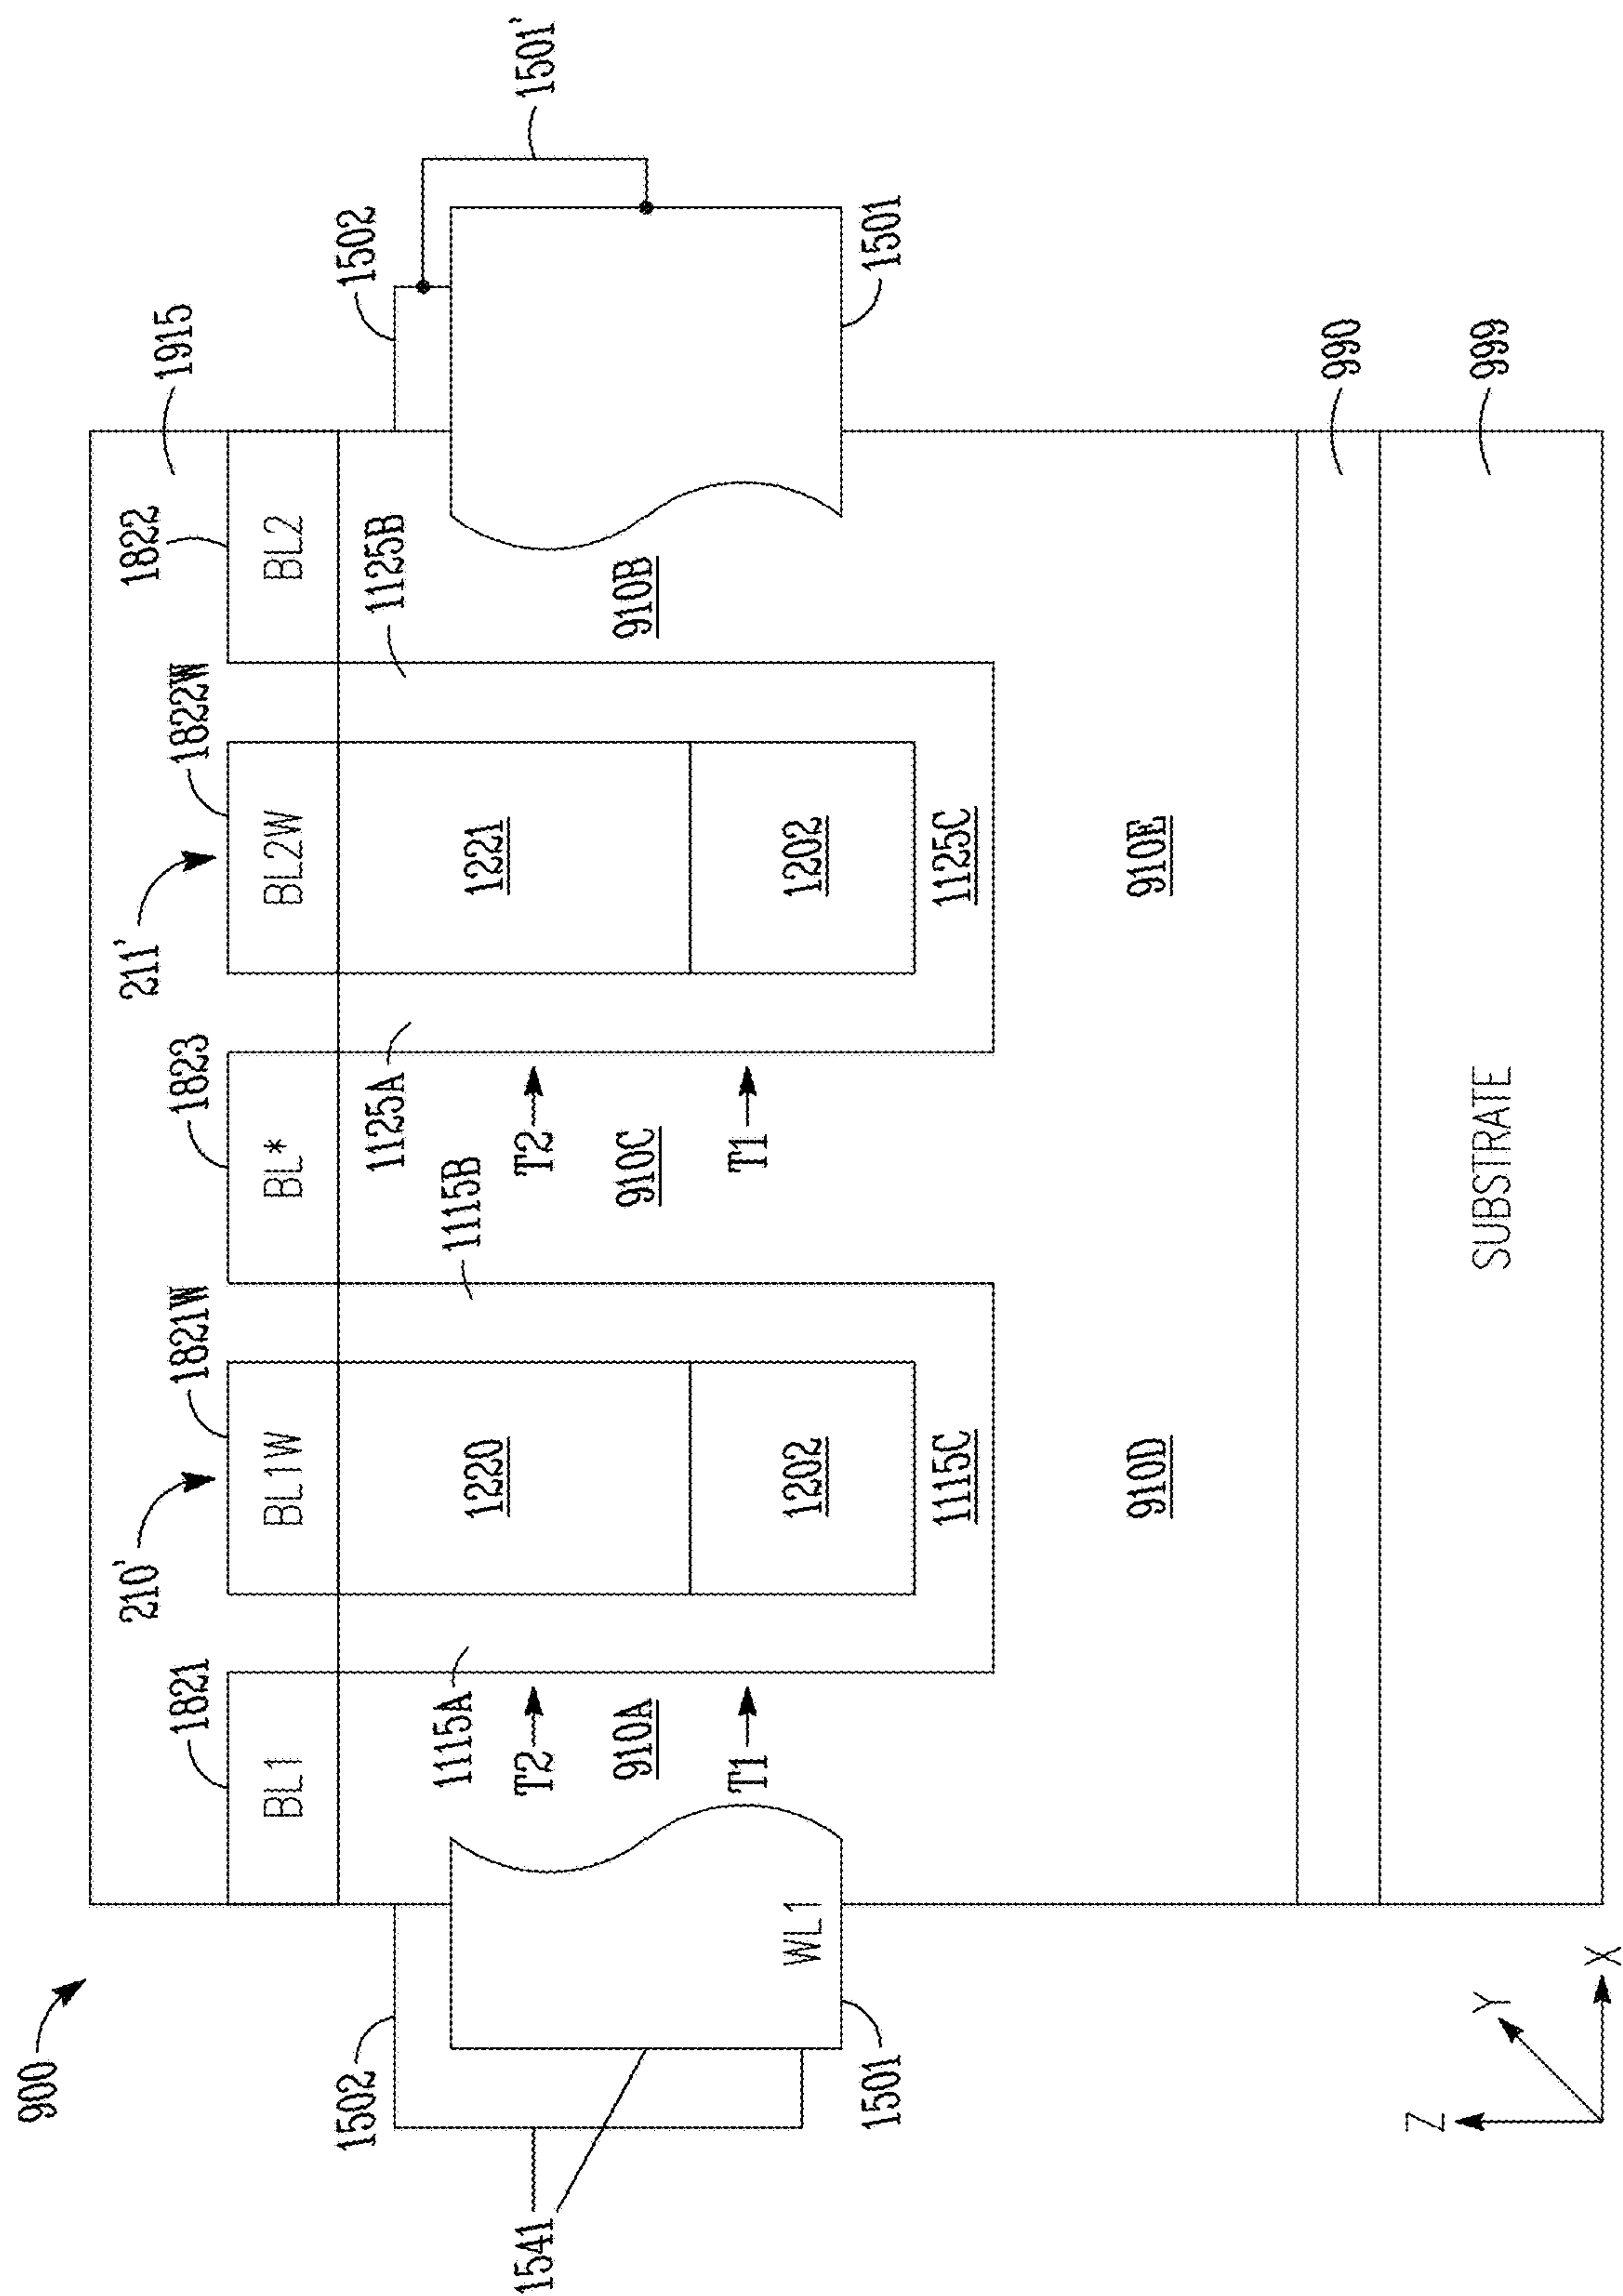 900
210'
211'
1821
1821W
1823
1822W
1822
1915
BL1
BL1W
BL*
BL2W
BL2
1502
1502
1501'
1115A
1115B
1125A
1125B
1541
T2
1220
T2
1221
910A
910C
910B
T1
1202
T1
1202
WL1
1501
1501
1115C
1125C
910D
910E
990
SUBSTRATE
999
Z
Y
X